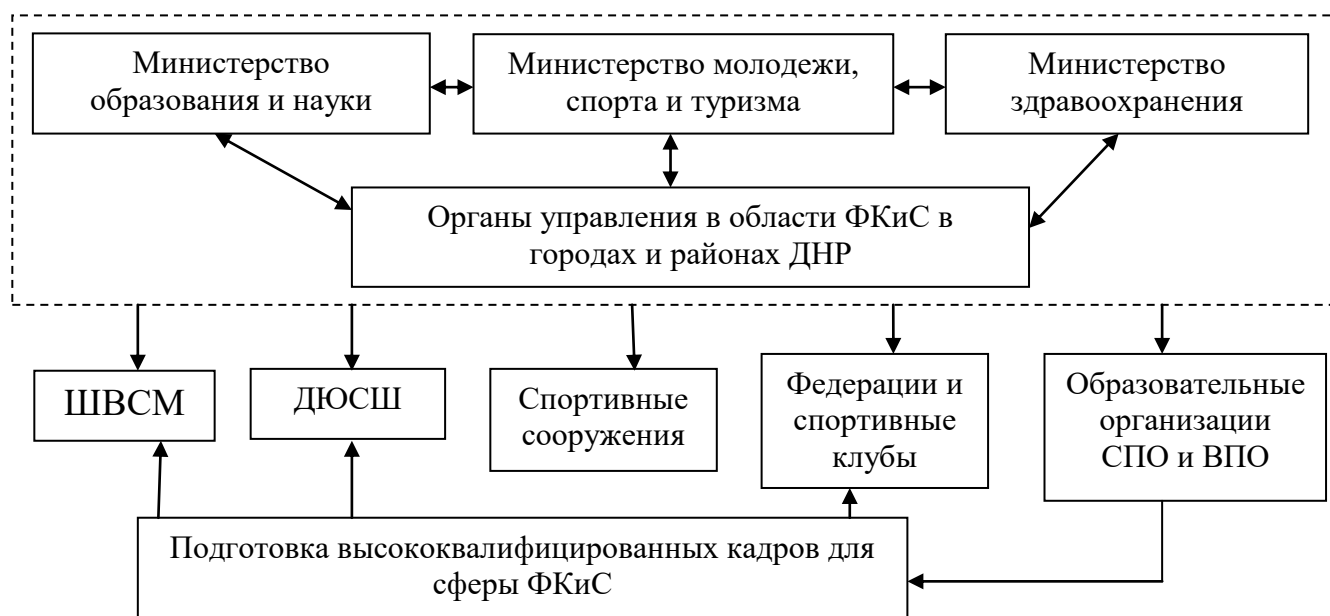 Министерство
образования и науки
Министерство молодежи,
спорта и туризма
Министерство
здравоохранения
Органы управления в области ФКиС в
городах и районах ДНР
ШВСМ
ДЮСШ
Спортивные
сооружения
Федерации и
спортивные
клубы
Образовательные
организации
СПО и ВПО
Подготовка высококвалифицированных кадров для
сферы ФКиС